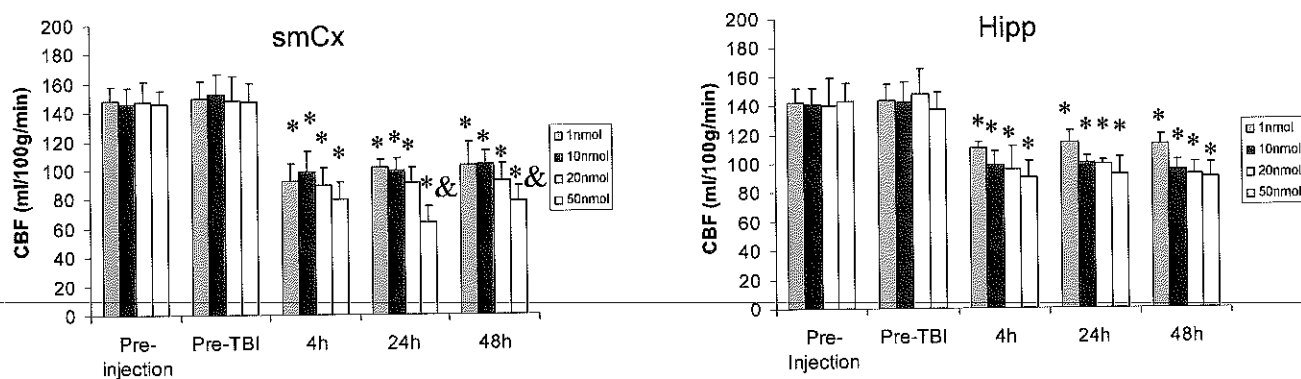 smCx
CBF (ml/100g/min)
200
180
160
140
120
100
80
60
40
20
0
* * * *
* * * *&
* * * *&
Pre-
injection
Pre-TBI
4h
24h
48h
1nmol
10nmol
20nmol
50nmol
Hipp
CBF (ml/100g/min)
200
180
160
140
120
100
80
60
40
20
0
* * * *
* * * *
* * * *
Pre-
Injection
Pre-TBI
4h
24h
48h
1nmol
10nmol
20nmol
50nmol